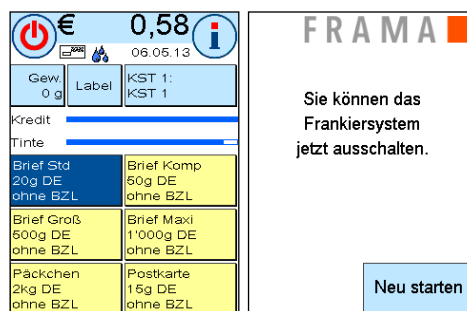 € 0,58
06.05.13
Gew.
0 g
Label
KST 1:
KST 1
Kredit
Tinte
Brief Std
20g DE
ohne BZL
Brief Komp
50g DE
ohne BZL
Brief Groß
500g DE
ohne BZL
Brief Maxi
1'000g DE
ohne BZL
Päckchen
2kg DE
ohne BZL
Postkarte
15g DE
ohne BZL
FRAMA
Sie können das
Frankiersystem
jetzt ausschalten.
Neu starten